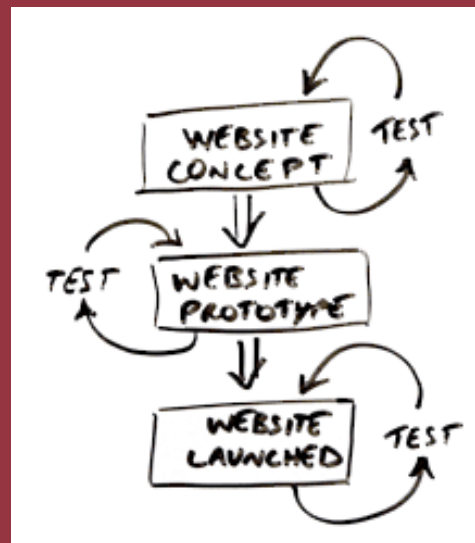 WEBSITE
CONCEPT
TEST
TEST
WEBSITE
PROTOTYPE
WEBSITE
LAUNCHED
TEST